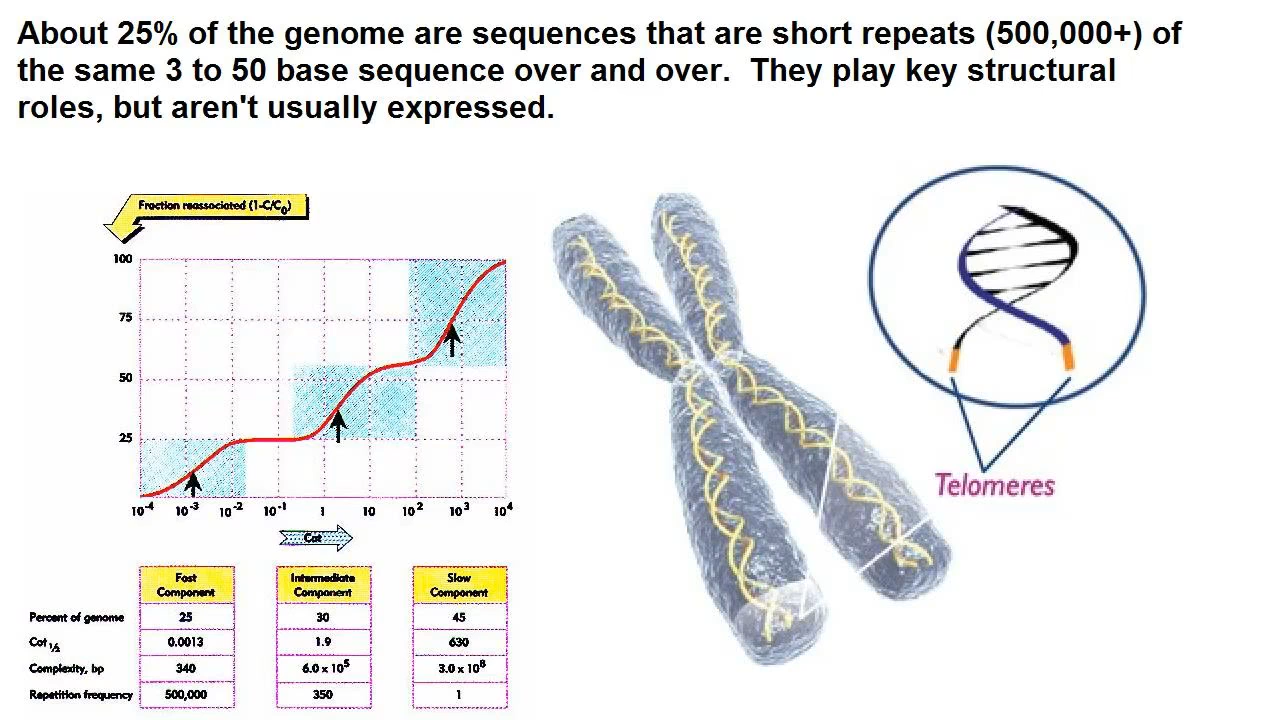 About 25% of the genome are sequences that are short repeats (500,000+) of
the same 3 to 50 base sequence over and over. They play key structural
roles, but aren't usually expressed.
Fraction reassociated (1-C/C₀)
100
75
50
25
10⁻⁴ 10⁻³ 10⁻² 10⁻¹ 1 10 10² 10³ 10⁴
Cot
Fast Component Intermediate Component Slow Component
Percent of genome 25 30 45
Cot ½ 0.0013 1.9 630
Complexity, bp 340 6.0 x 10⁵ 3.0 x 10⁸
Repetition frequency 500,000 350 1
Telomeres